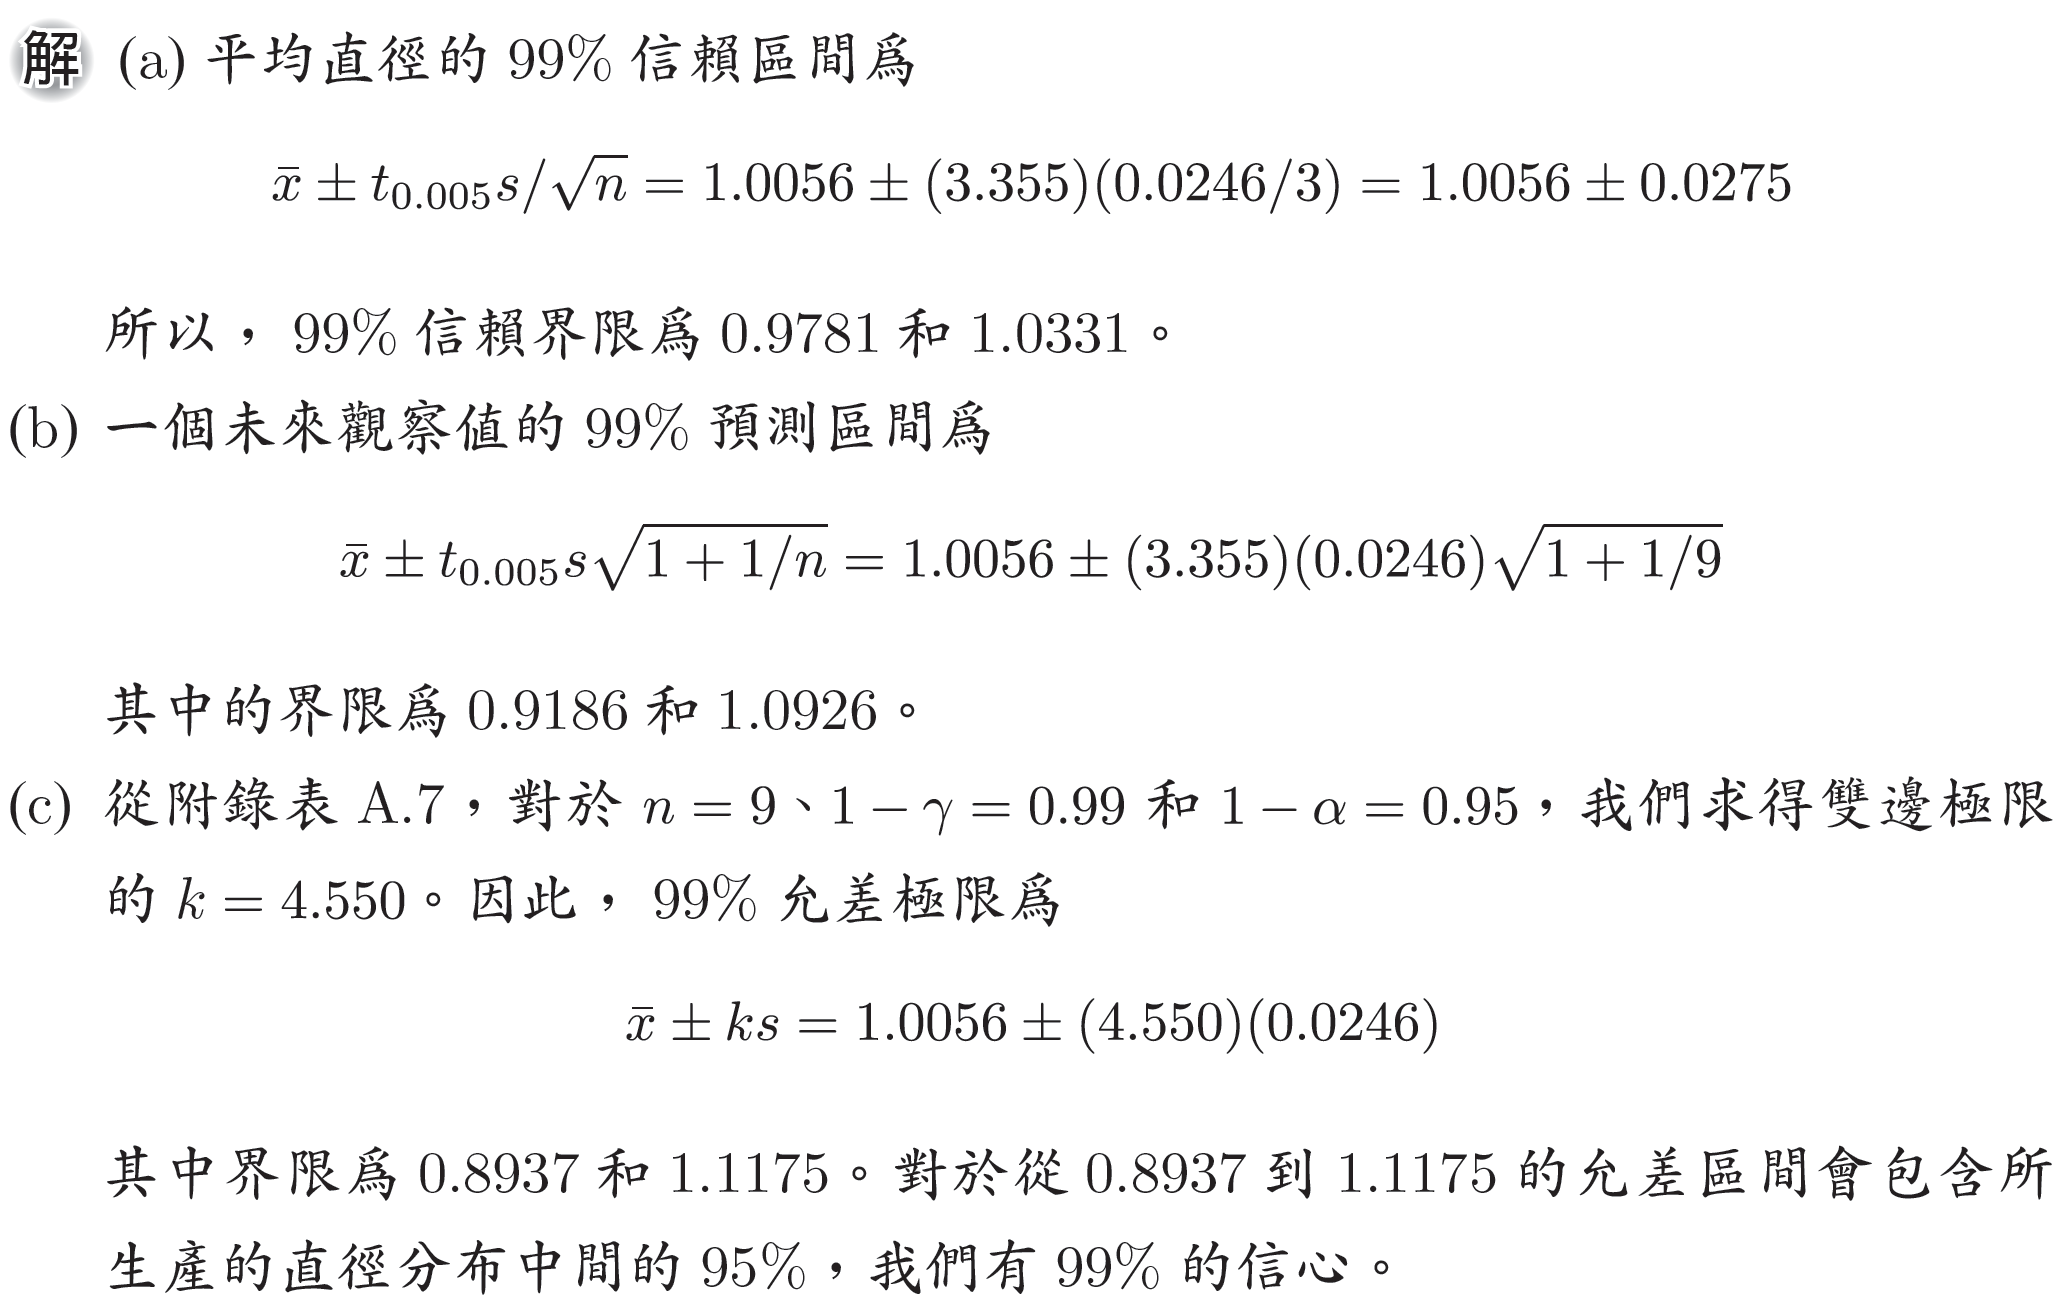 解 (a) 平均直徑的 99% 信賴區間爲
x̄ ± t₀.₀₀₅s/√n = 1.0056 ± (3.355)(0.0246/3) = 1.0056 ± 0.0275
所以，99% 信賴界限爲 0.9781 和 1.0331。
(b) 一個未來觀察値的 99% 預測區間爲
x̄ ± t₀.₀₀₅s√(1 + 1/n) = 1.0056 ± (3.355)(0.0246)√(1 + 1/9)
其中的界限爲 0.9186 和 1.0926。
(c) 從附錄表 A.7，對於 n = 9、1 − γ = 0.99 和 1 − α = 0.95，我們求得雙邊極限
的 k = 4.550。因此，99% 允差極限爲
x̄ ± ks = 1.0056 ± (4.550)(0.0246)
其中界限爲 0.8937 和 1.1175。對於從 0.8937 到 1.1175 的允差區間會包含所
生產的直徑分布中間的 95%，我們有 99% 的信心。